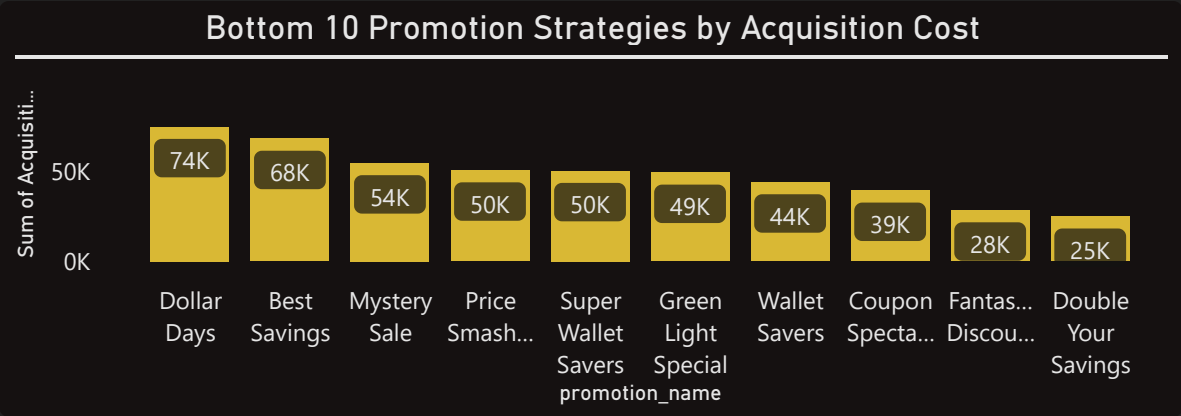 Bottom 10 Promotion Strategies by Acquisition Cost
Sum of Acquisiti...
50K
0K
74K
68K
54K
50K
50K
49K
44K
39K
28K
25K
Dollar Days
Best Savings
Mystery Sale
Price Smash...
Super Wallet Savers
Green Light Special
Wallet Savers
Coupon Specta...
Fantas... Discou...
Double Your Savings
promotion_name